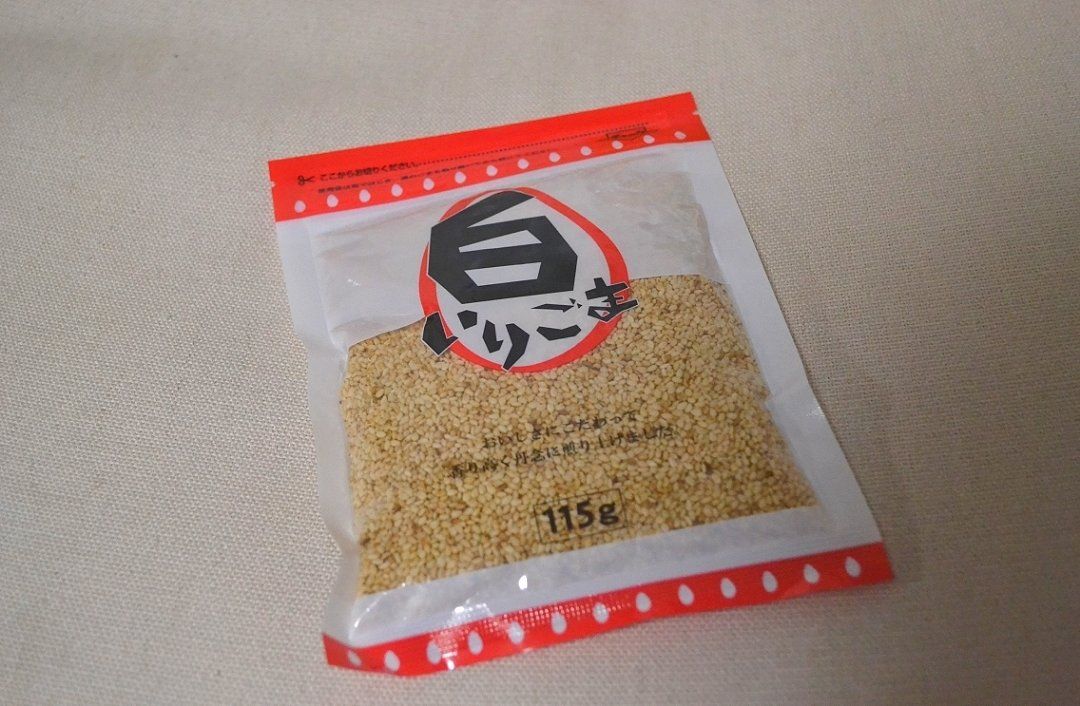 ここからお切りください。
白
いりごま
おいしさにこだわって
香り高く丹念に煎り上げました。
115g